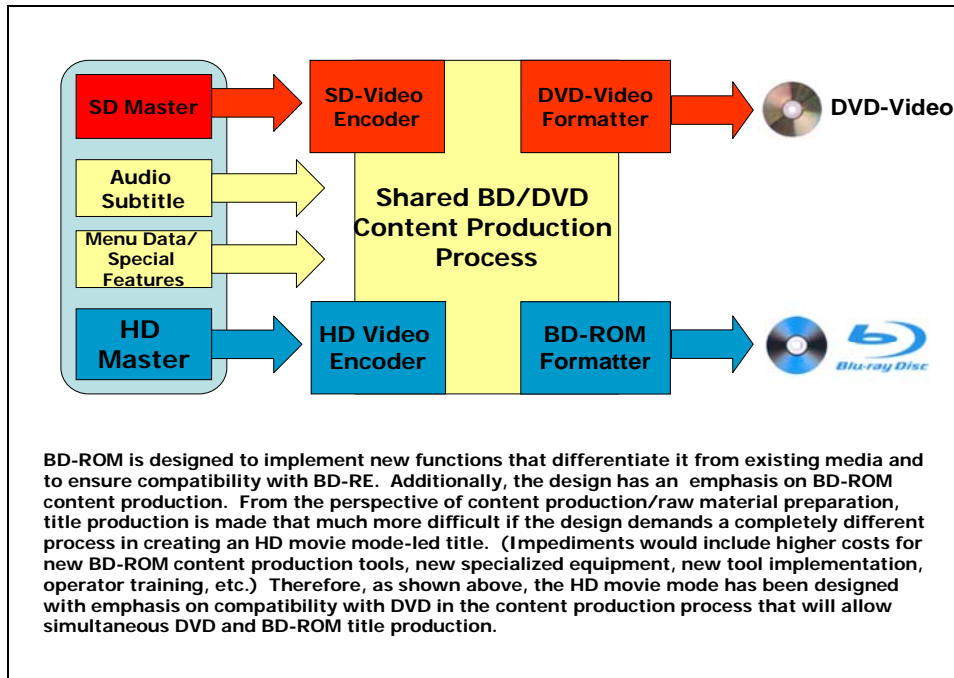 SD Master
SD-Video
Encoder
DVD-Video
Formatter
DVD-Video
Audio
Subtitle
Shared BD/DVD
Content Production
Process
Menu Data/
Special
Features
HD
Master
HD Video
Encoder
BD-ROM
Formatter
Blu-ray Disc
BD-ROM is designed to implement new functions that differentiate it from existing media and
to ensure compatibility with BD-RE. Additionally, the design has an emphasis on BD-ROM
content production. From the perspective of content production/raw material preparation,
title production is made that much more difficult if the design demands a completely different
process in creating an HD movie mode-led title. (Impediments would include higher costs for
new BD-ROM content production tools, new specialized equipment, new tool implementation,
operator training, etc.) Therefore, as shown above, the HD movie mode has been designed
with emphasis on compatibility with DVD in the content production process that will allow
simultaneous DVD and BD-ROM title production.